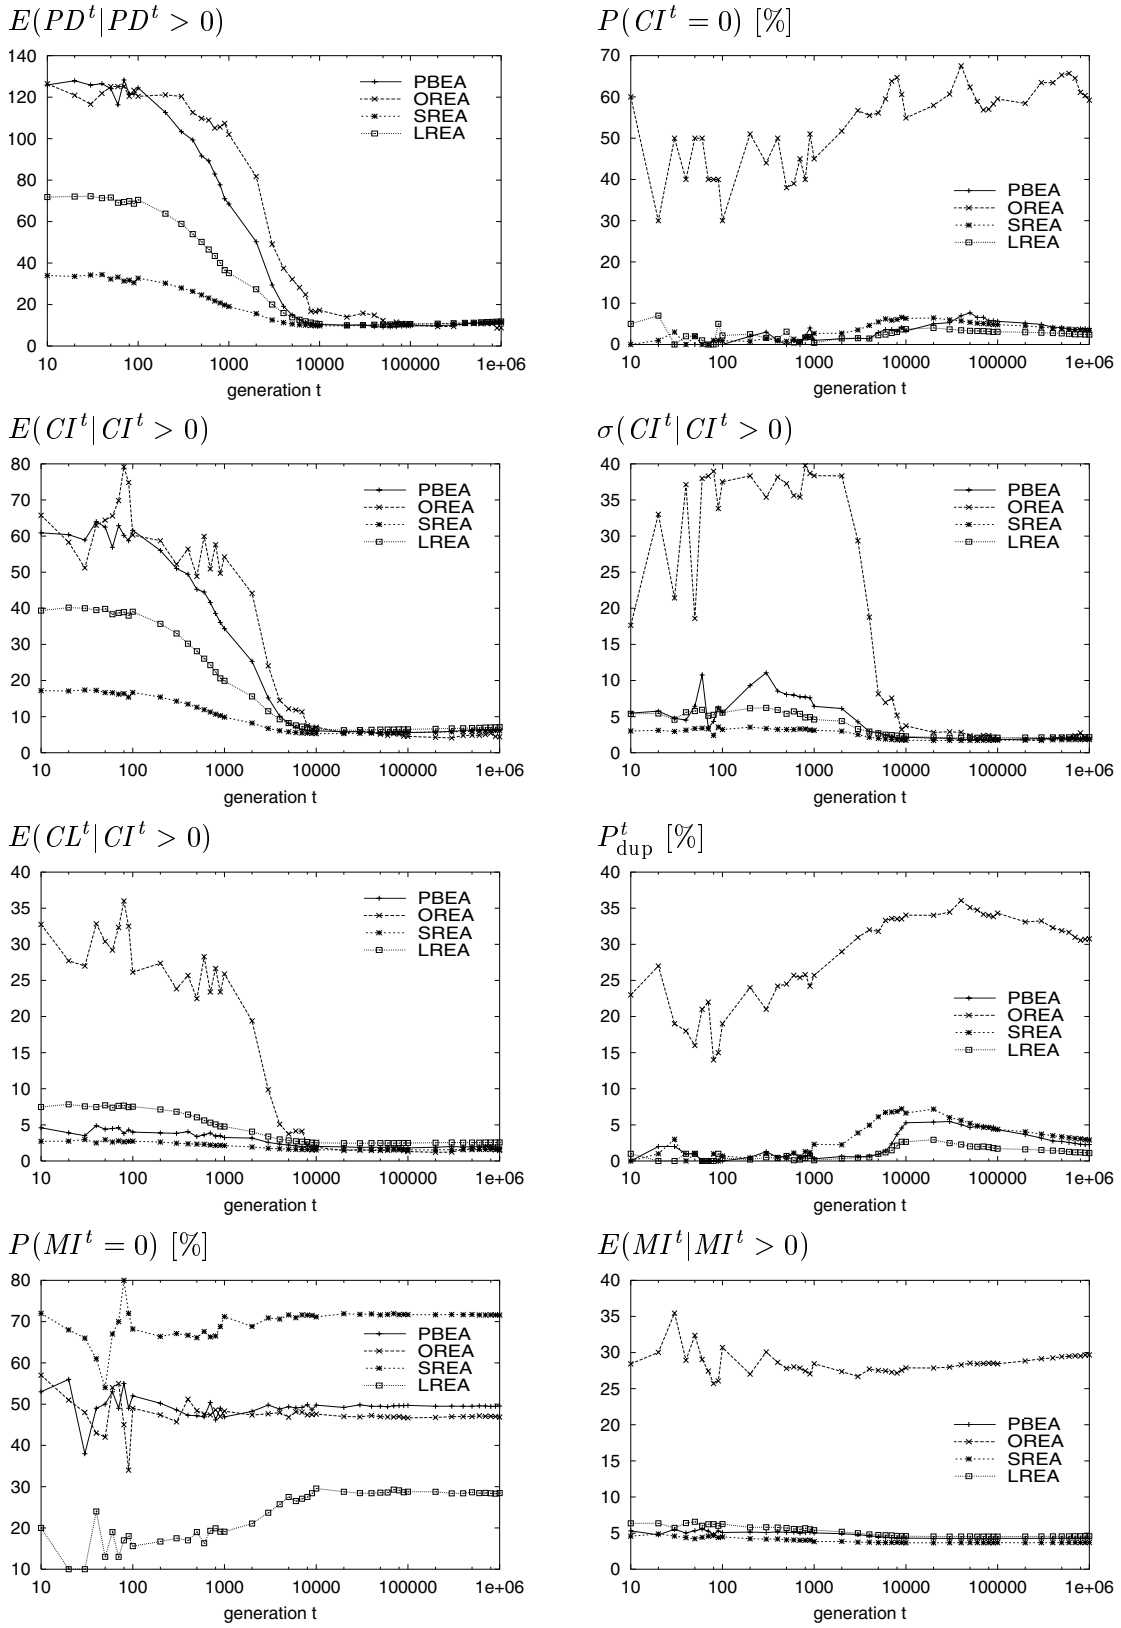 E(PD^t|PD^t > 0)
140
120
100
80
60
40
20
0
PBEA
OREA
SREA
LREA
10 100 1000 10000 100000 1e+06
generation t
P(CI^t = 0) [%]
70
60
50
40
30
20
10
0
PBEA
OREA
SREA
LREA
10 100 1000 10000 100000 1e+06
generation t
E(CI^t|CI^t > 0)
80
70
60
50
40
30
20
10
0
PBEA
OREA
SREA
LREA
10 100 1000 10000 100000 1e+06
generation t
σ(CI^t|CI^t > 0)
40
35
30
25
20
15
10
5
0
PBEA
OREA
SREA
LREA
10 100 1000 10000 100000 1e+06
generation t
E(CL^t|CI^t > 0)
40
35
30
25
20
15
10
5
0
PBEA
OREA
SREA
LREA
10 100 1000 10000 100000 1e+06
generation t
P^t_dup [%]
40
35
30
25
20
15
10
5
0
PBEA
OREA
SREA
LREA
10 100 1000 10000 100000 1e+06
generation t
P(MI^t = 0) [%]
80
70
60
50
40
30
20
10
PBEA
OREA
SREA
LREA
10 100 1000 10000 100000 1e+06
generation t
E(MI^t|MI^t > 0)
40
35
30
25
20
15
10
5
0
PBEA
OREA
SREA
LREA
10 100 1000 10000 100000 1e+06
generation t